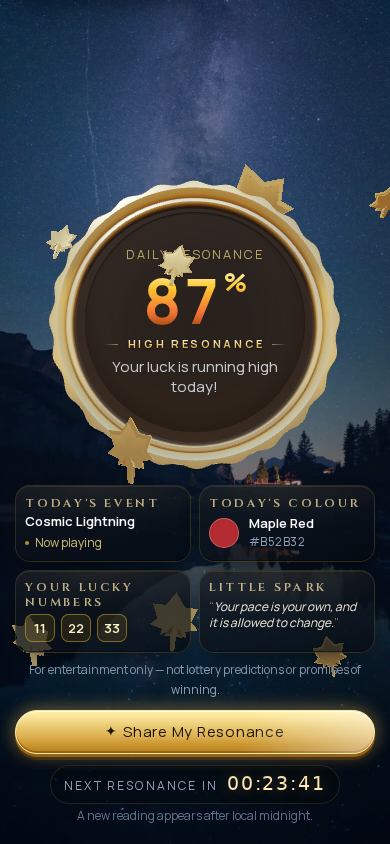 DAILY RESONANCE
87%
HIGH RESONANCE
Your luck is running high
today!
TODAY'S EVENT
Cosmic Lightning
• Now playing
TODAY'S COLOUR
Maple Red
#B52B32
YOUR LUCKY
NUMBERS
11 22 33
LITTLE SPARK
"Your pace is your own, and
it is allowed to change."
For entertainment only — not lottery predictions or promises of
winning.
✦ Share My Resonance
NEXT RESONANCE IN 00:23:41
A new reading appears after local midnight.